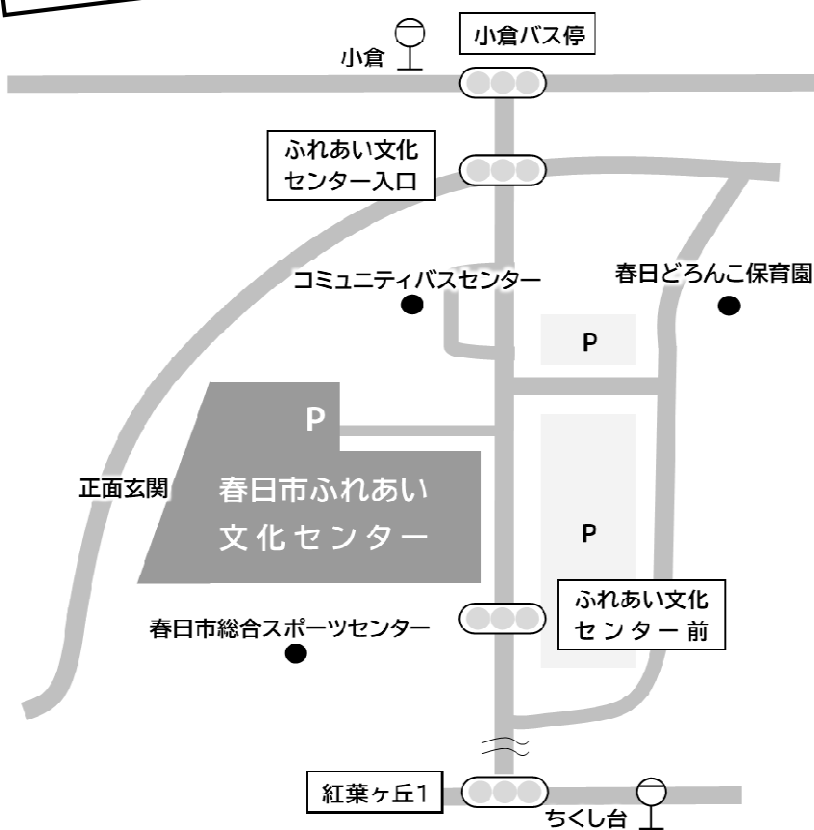 小倉バス停
小倉
ふれあい文化
センター入口
コミュニティバスセンター
春日どろんこ保育園
P
P
正面玄関
春日市ふれあい
文化センター
P
ふれあい文化
センター前
春日市総合スポーツセンター
紅葉ヶ丘1
ちくし台